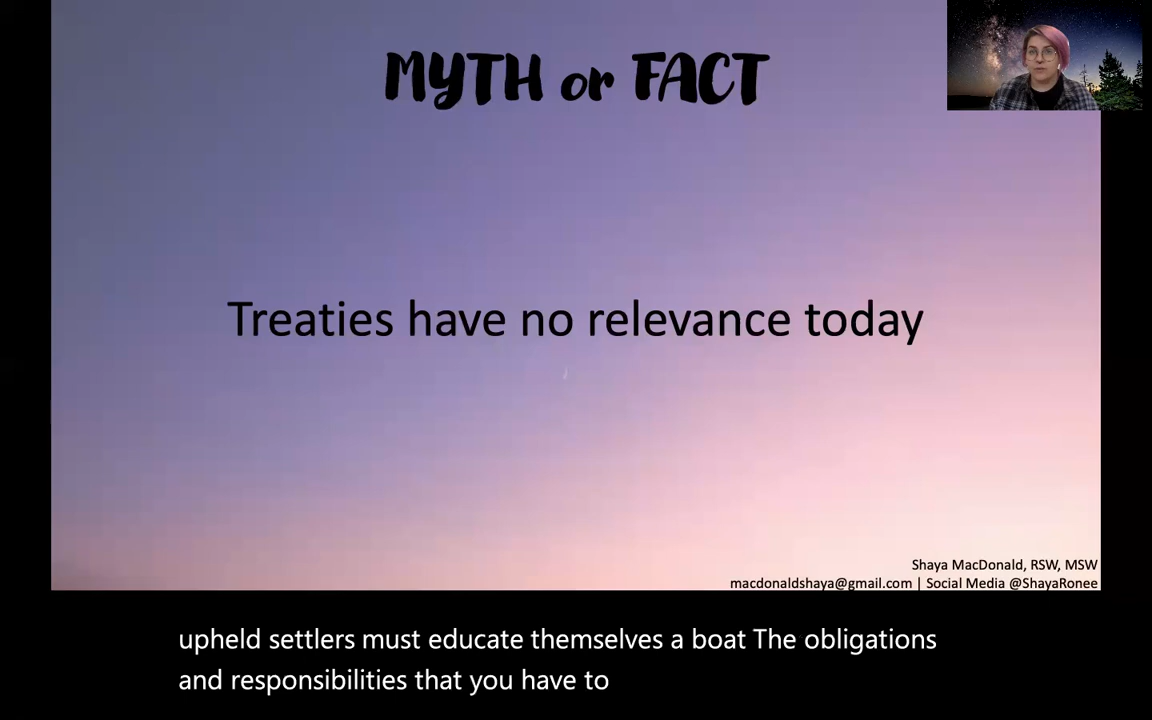 MYTH or FACT
Treaties have no relevance today
Shaya MacDonald, RSW, MSW
macdonaldshaya@gmail.com | Social Media @ShayaRonee
upheld settlers must educate themselves a boat The obligations
and responsibilities that you have to